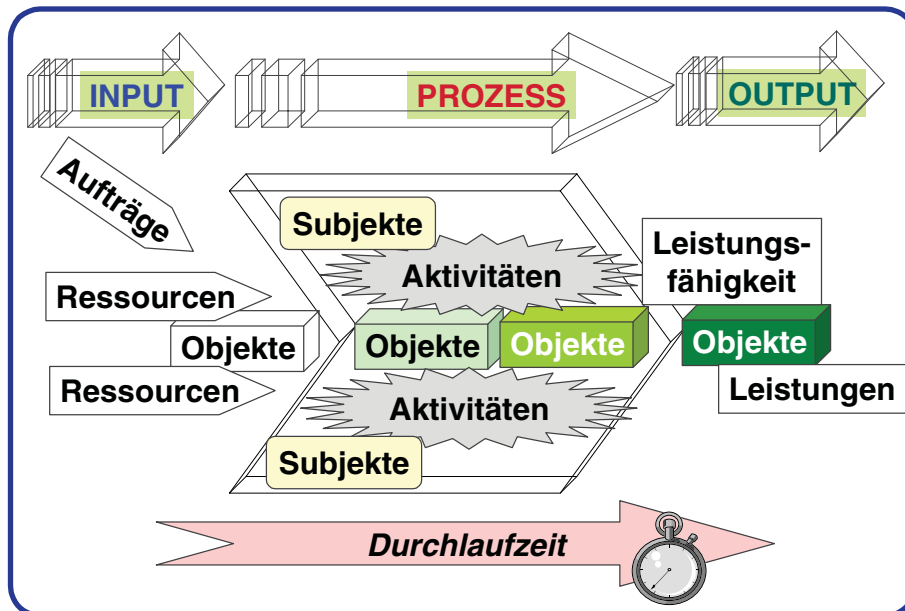 INPUT
PROZESS
OUTPUT
Aufträge
Subjekte
Aktivitäten
Leistungs-
fähigkeit
Ressourcen
Objekte
Objekte
Objekte
Objekte
Ressourcen
Aktivitäten
Leistungen
Subjekte
Durchlaufzeit